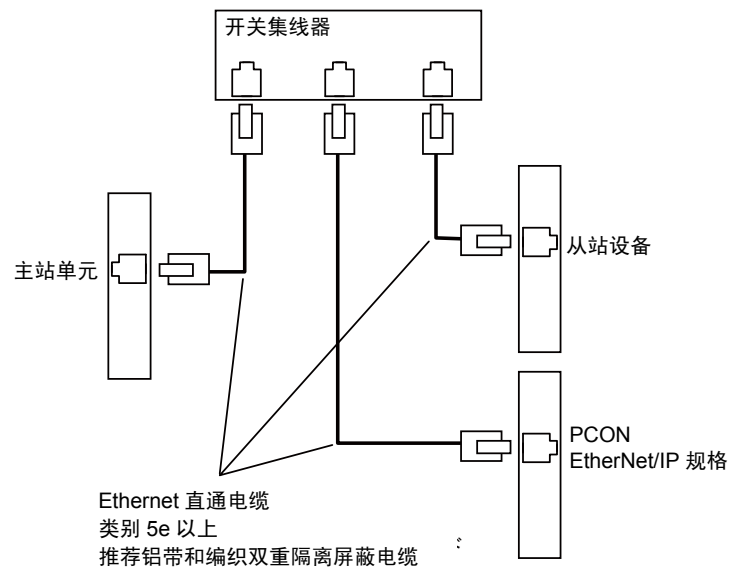 开关集线器
主站单元
从站设备
PCON
EtherNet/IP 规格
Ethernet 直通电缆
类别 5e 以上
推荐铝带和编织双重隔离屏蔽电缆